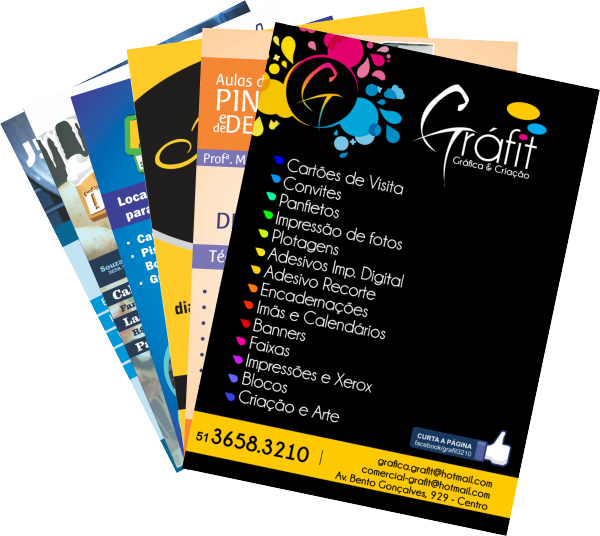 Gráfit
Gráfica & Criação
Cartões de Visita
Convites
Panfletos
Impressão de fotos
Plotagens
Adesivos Imp. Digital
Adesivo Recorte
Encadernações
Imãs e Calendários
Banners
Faixas
Impressões e Xerox
Blocos
Criação e Arte
CURTA A PÁGINA
facebook/grafit3210
51 3658.3210
grafica.grafit@hotmail.com
comercial-grafit@hotmail.com
Av. Bento Gonçalves, 929 - Centro
Aulas d
PIN
e DE
de
Profª. M
Té
dia
Loca
para